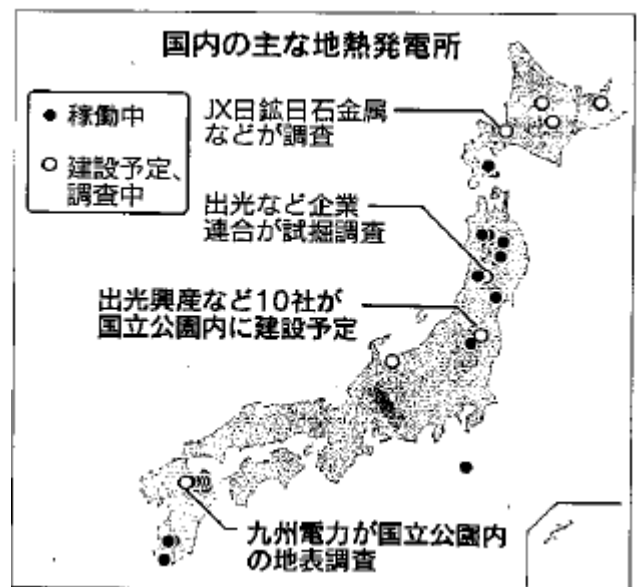 国内の主な地熱発電所
● 稼働中
○ 建設予定、
調査中
JX日鉱日石金属
などが調査
出光など企業
連合が試掘調査
出光興産など10社が
国立公園内に建設予定
九州電力が国立公園内
の地表調査